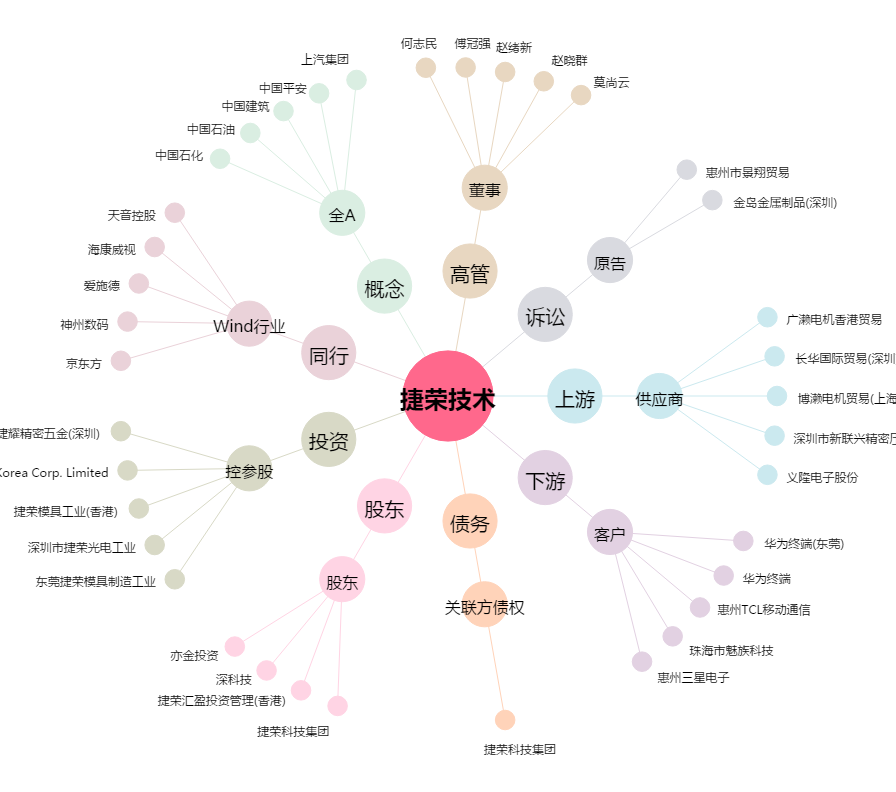 何志民
傅冠强
赵绪新
赵晓群
莫尚云
董事
高管
上汽集团
中国平安
中国建筑
中国石油
中国石化
全A
概念
惠州市景翔贸易
金岛金属制品(深圳)
原告
诉讼
天音控股
海康威视
爱施德
神州数码
京东方
Wind行业
同行
捷荣技术
广濑电机香港贸易
长华国际贸易(深圳
博濑电机贸易(上海
深圳市新联兴精密
义隆电子股份
供应商
上游
捷耀精密五金(深圳)
Korea Corp. Limited
捷荣模具工业(香港)
深圳市捷荣光电工业
东莞捷荣模具制造工业
控参股
投资
下游
客户
华为终端(东莞)
华为终端
惠州TCL移动通信
珠海市魅族科技
惠州三星电子
股东
股东
亦金投资
深科技
捷荣汇盈投资管理(香港)
捷荣科技集团
债务
关联方债权
捷荣科技集团